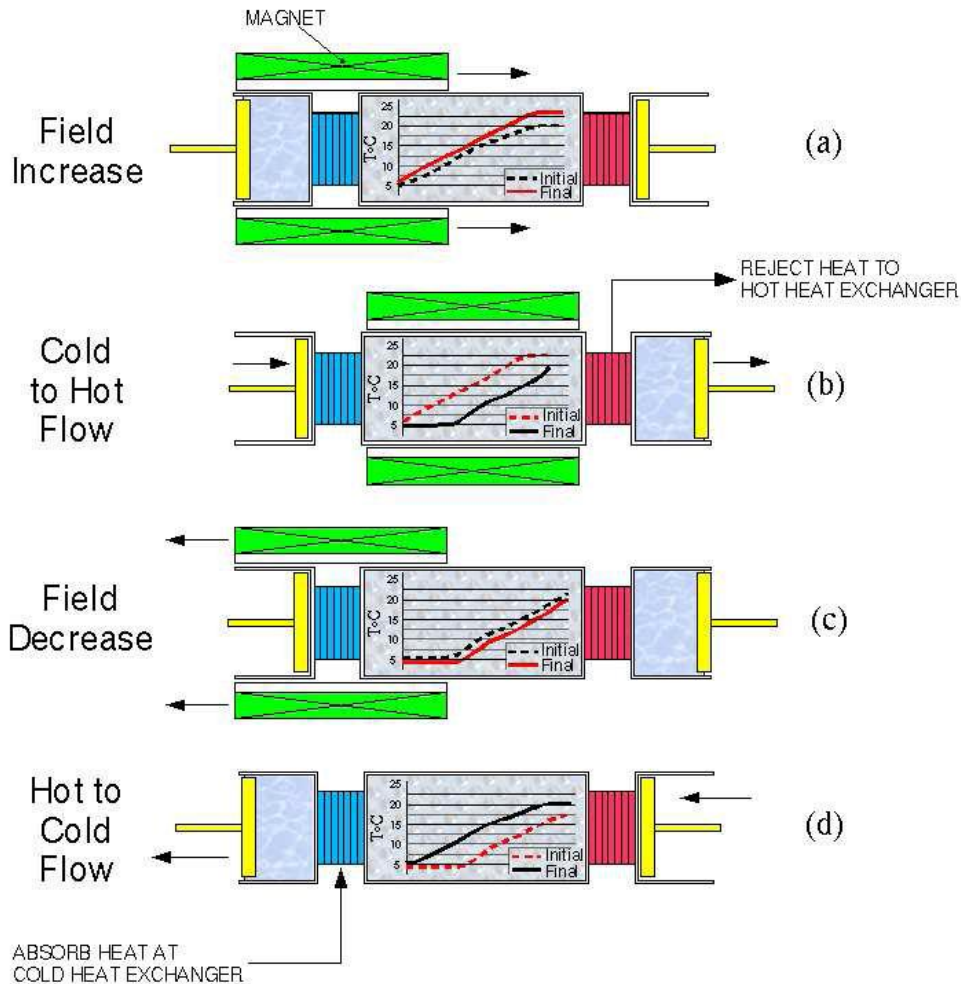 MAGNET
Field
Increase
25
20
15
10
5
T°C
Initial
Final
(a)
REJECT HEAT TO
HOT HEAT EXCHANGER
Cold
to Hot
Flow
25
20
15
10
5
T°C
Initial
Final
(b)
Field
Decrease
25
20
15
10
5
T°C
Initial
Final
(c)
Hot to
Cold
Flow
25
20
15
10
5
T°C
Initial
Final
(d)
ABSORB HEAT AT
COLD HEAT EXCHANGER